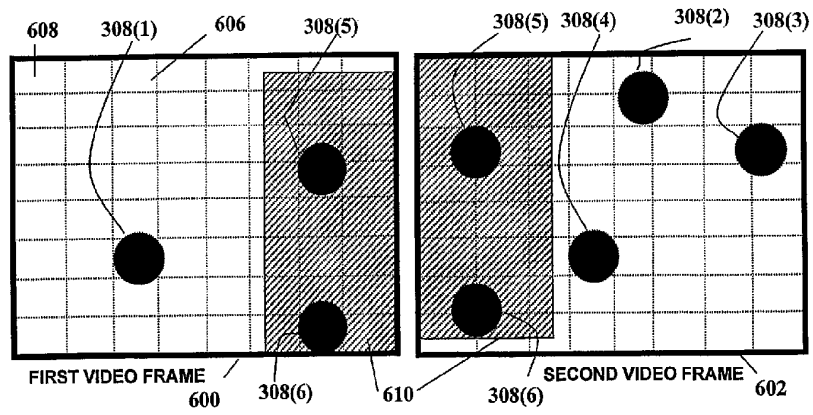 608 308(1) 606 308(5) 308(5) 308(4) 308(2) 308(3)
FIRST VIDEO FRAME 600 308(6) 610 308(6) SECOND VIDEO FRAME 602